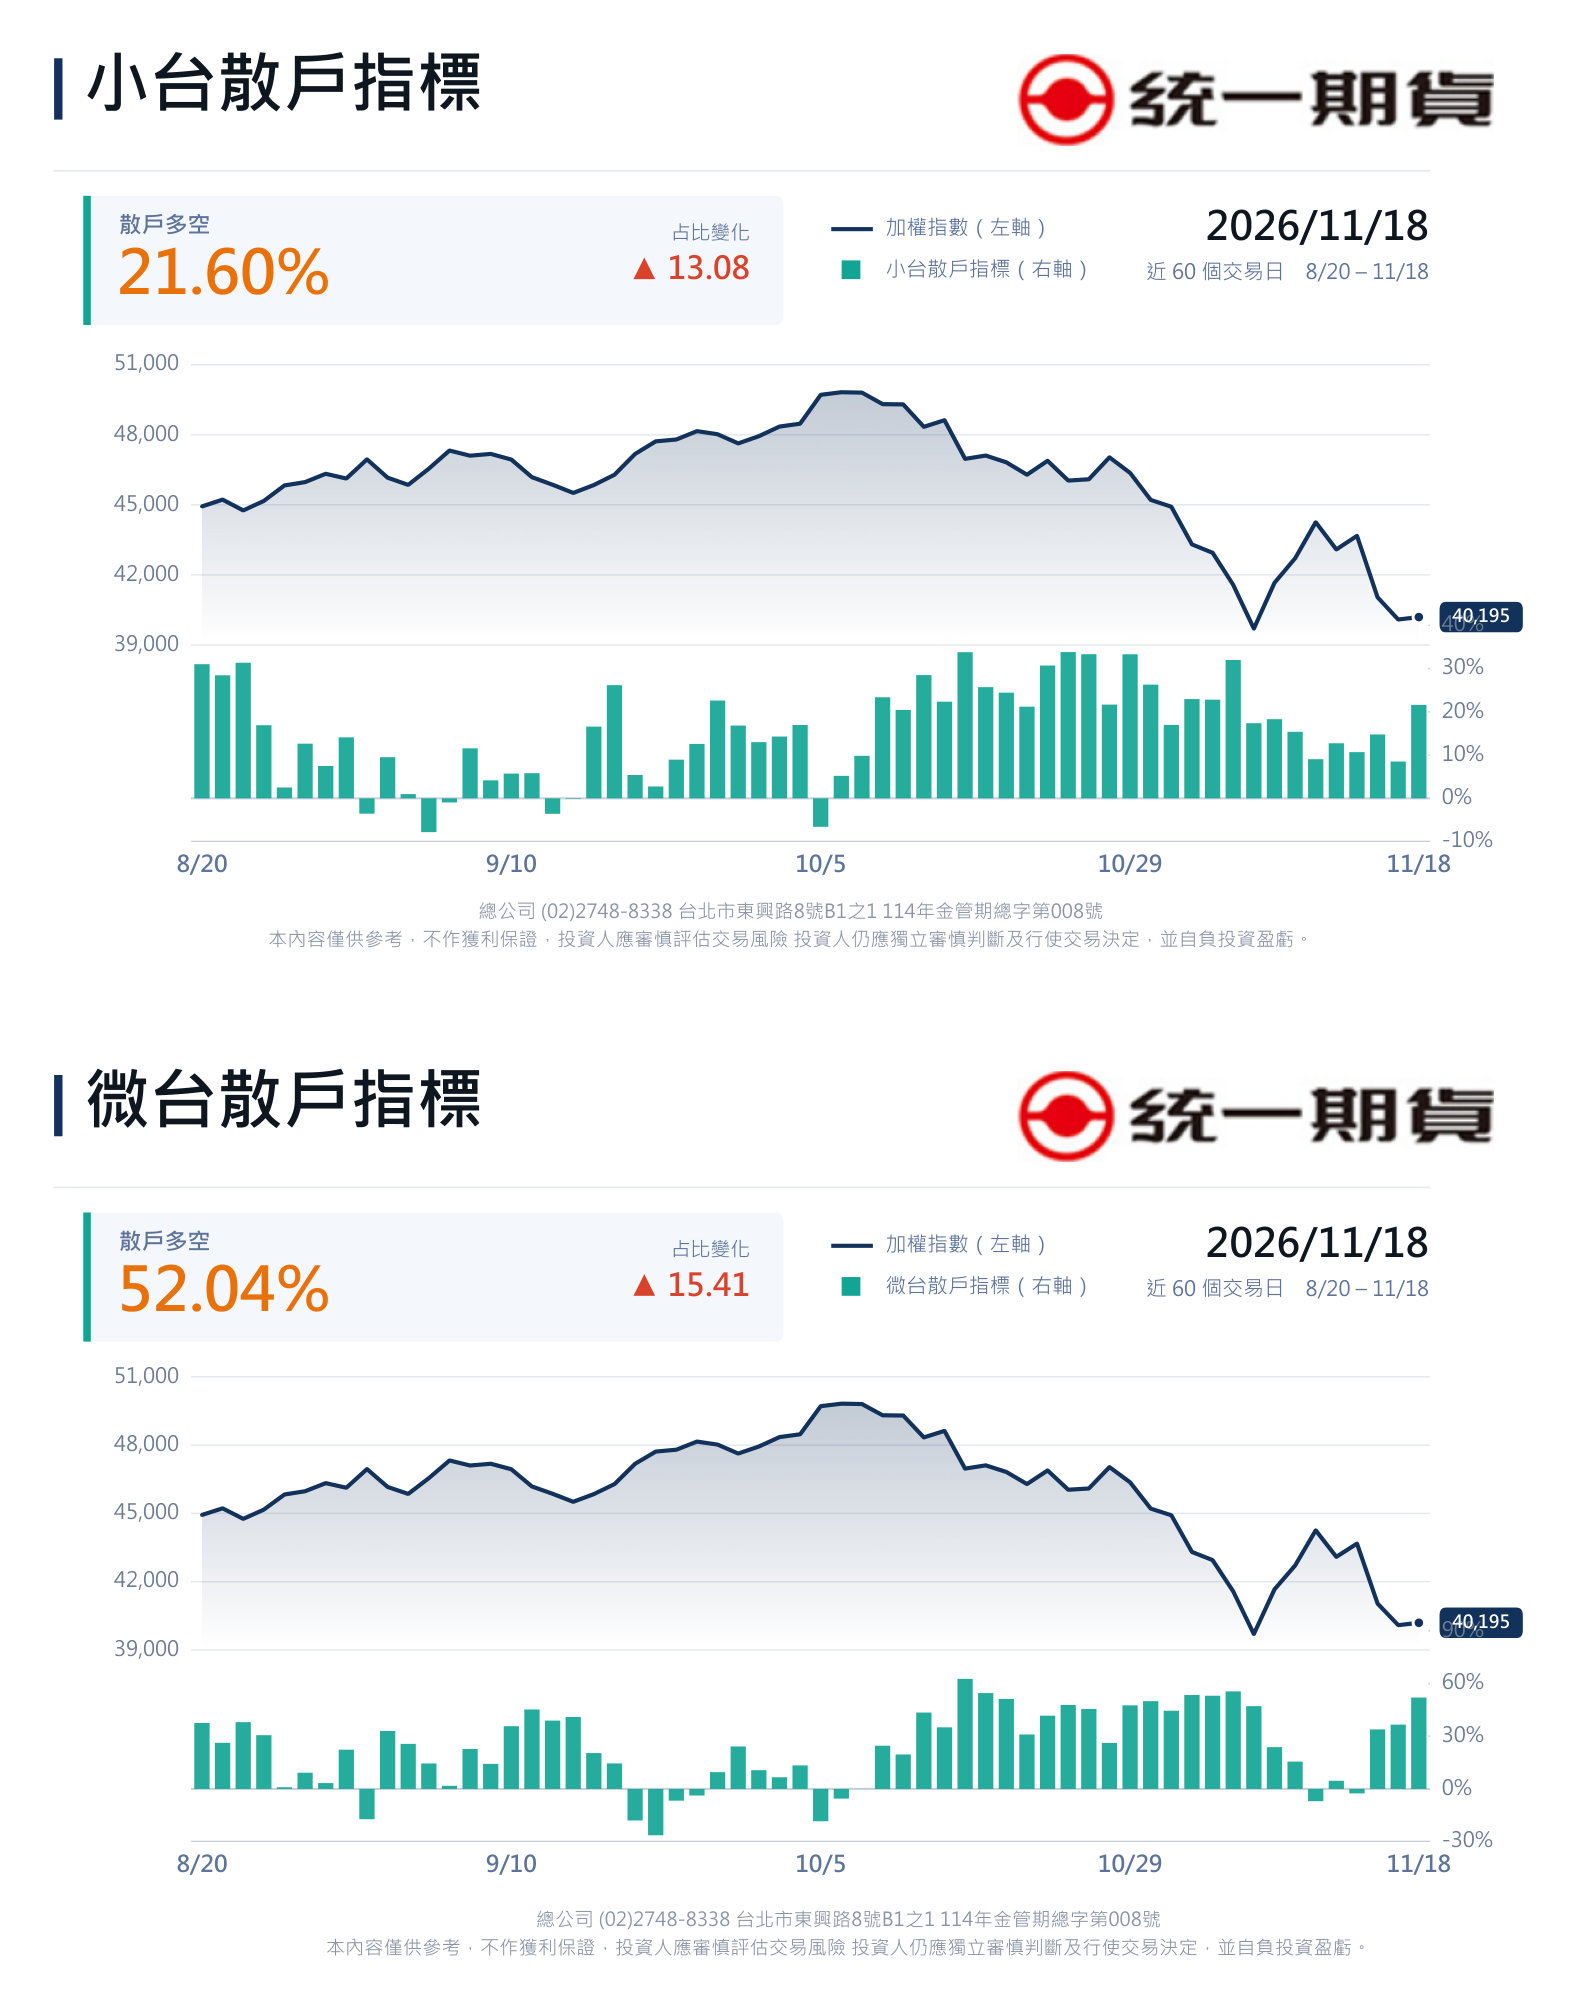 小台散戶指標
統一期貨
散戶多空
21.60%
占比變化
▲ 13.08
加權指數（左軸）
小台散戶指標（右軸）
2026/11/18
近 60 個交易日 8/20 – 11/18
51,000
48,000
45,000
42,000
39,000
40,195
40%
30%
20%
10%
0%
-10%
8/20 9/10 10/5 10/29 11/18
總公司 (02)2748-8338 台北市東興路8號B1之1 114年金管期總字第008號
本內容僅供參考，不作獲利保證，投資人應審慎評估交易風險 投資人仍應獨立審慎判斷及行使交易決定，並自負投資盈虧。
微台散戶指標
統一期貨
散戶多空
52.04%
占比變化
▲ 15.41
加權指數（左軸）
微台散戶指標（右軸）
2026/11/18
近 60 個交易日 8/20 – 11/18
51,000
48,000
45,000
42,000
39,000
40,195
90%
60%
30%
0%
-30%
8/20 9/10 10/5 10/29 11/18
總公司 (02)2748-8338 台北市東興路8號B1之1 114年金管期總字第008號
本內容僅供參考，不作獲利保證，投資人應審慎評估交易風險 投資人仍應獨立審慎判斷及行使交易決定，並自負投資盈虧。